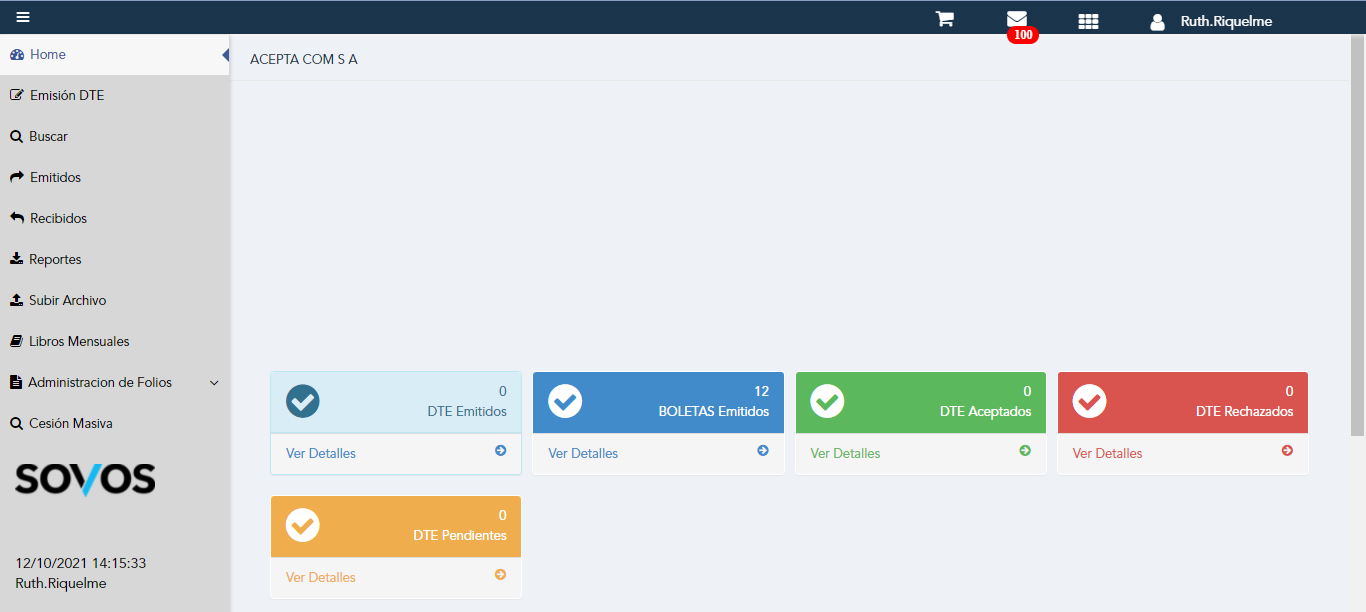 100
Ruth.Riquelme
Home
ACEPTA COM S A
Emisión DTE
Buscar
Emitidos
Recibidos
Reportes
Subir Archivo
Libros Mensuales
Administracion de Folios
Cesión Masiva
SOVOS
12/10/2021 14:15:33
Ruth.Riquelme
0
DTE Emitidos
Ver Detalles
12
BOLETAS Emitidos
Ver Detalles
0
DTE Aceptados
Ver Detalles
0
DTE Rechazados
Ver Detalles
0
DTE Pendientes
Ver Detalles